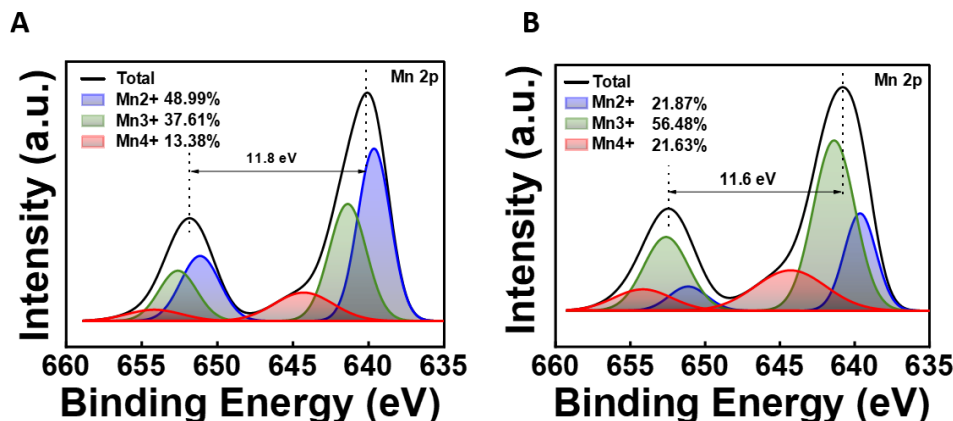 A
Intensity (a.u.)
Total
Mn2+ 48.99%
Mn3+ 37.61%
Mn4+ 13.38%
Mn 2p
11.8 eV
660 655 650 645 640 635
Binding Energy (eV)
B
Intensity (a.u.)
Total
Mn2+ 21.87%
Mn3+ 56.48%
Mn4+ 21.63%
Mn 2p
11.6 eV
660 655 650 645 640 635
Binding Energy (eV)